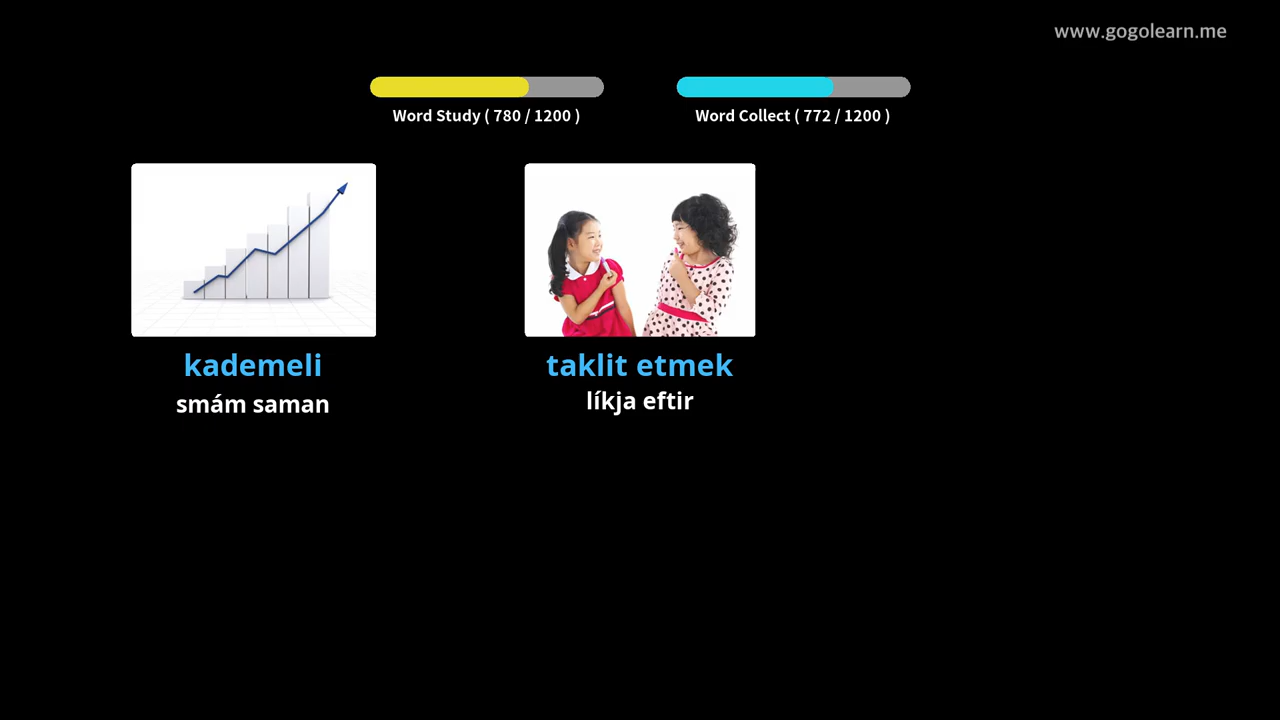 www.gogolearn.me
Word Study ( 780 / 1200 )
Word Collect ( 772 / 1200 )
kademeli
smám saman
taklit etmek
líkja eftir